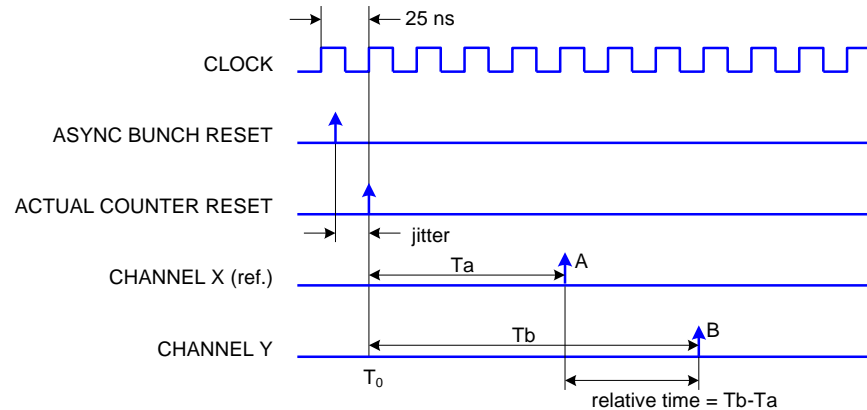 25 ns
CLOCK
ASYNC BUNCH RESET
ACTUAL COUNTER RESET
jitter
Ta
A
CHANNEL X (ref.)
Tb
B
CHANNEL Y
T₀
relative time = Tb-Ta